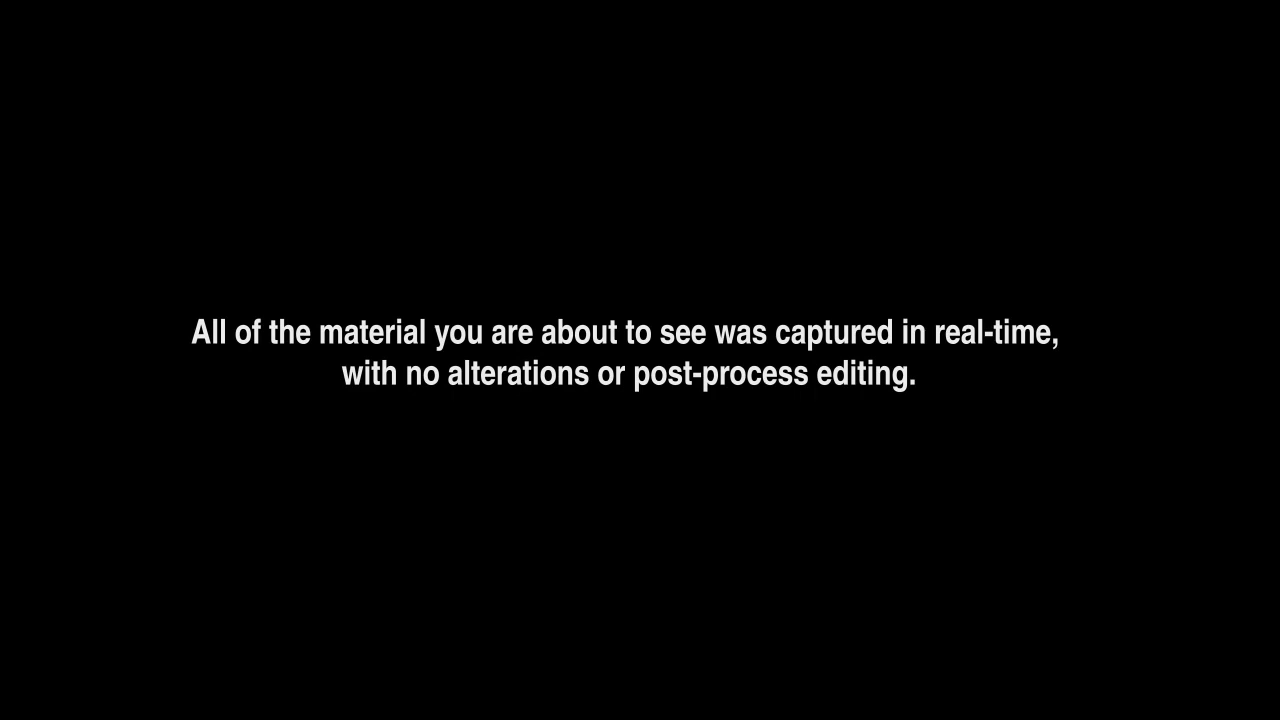 All of the material you are about to see was captured in real-time,
with no alterations or post-process editing.